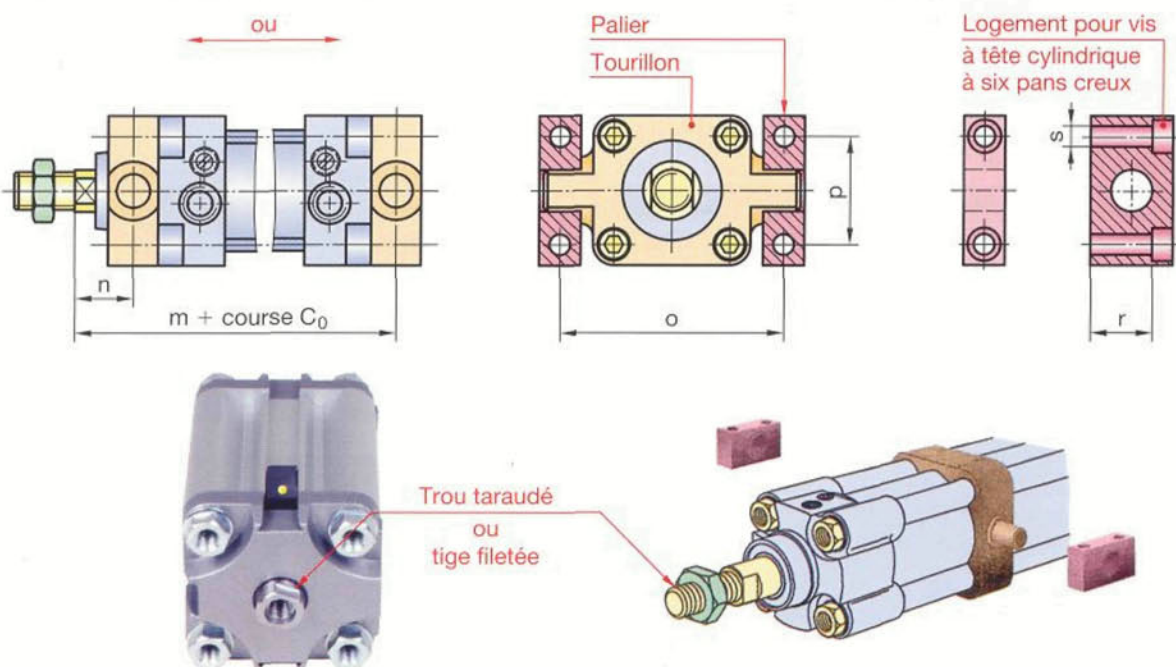 ou
Palier
Tourillon
Logement pour vis
à tête cylindrique
à six pans creux
s
p
n
m + course C₀
o
r
Trou taraudé
ou
tige filetée